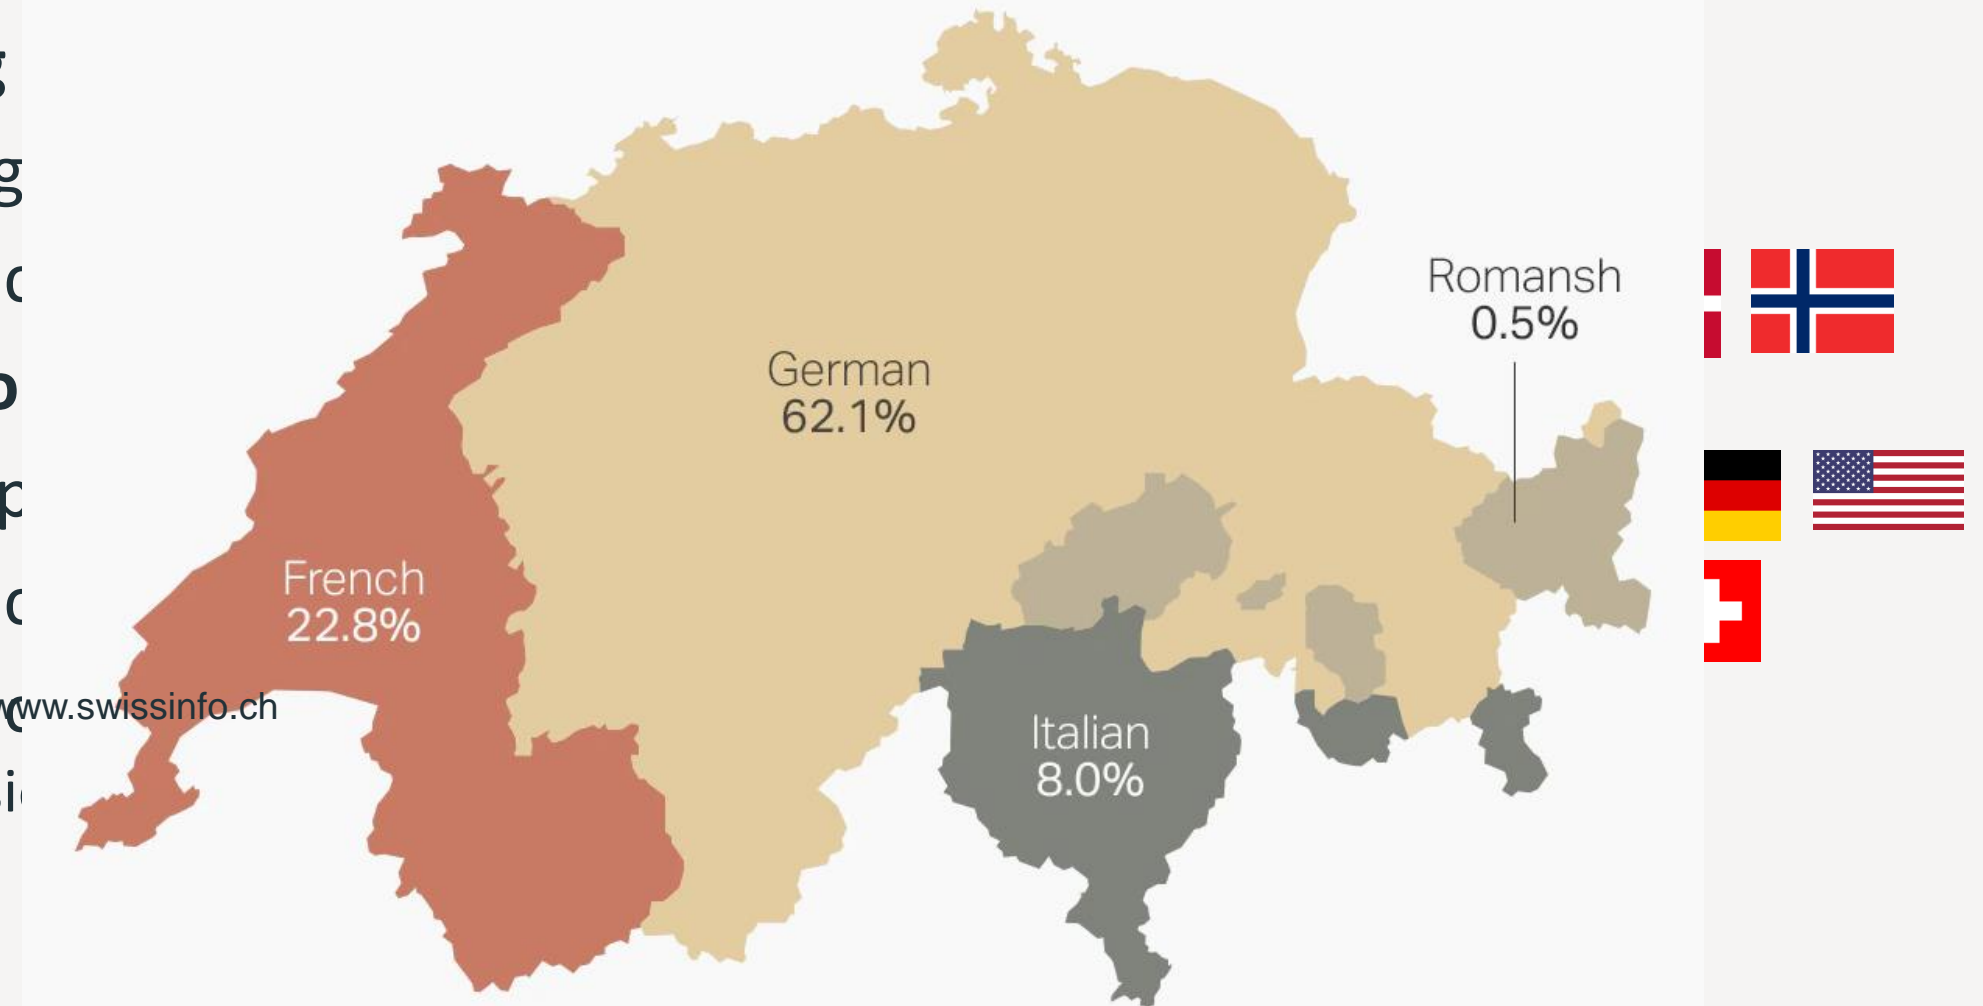 Romansh
0.5%
German
62.1%
French
22.8%
www.swissinfo.ch
Italian
8.0%